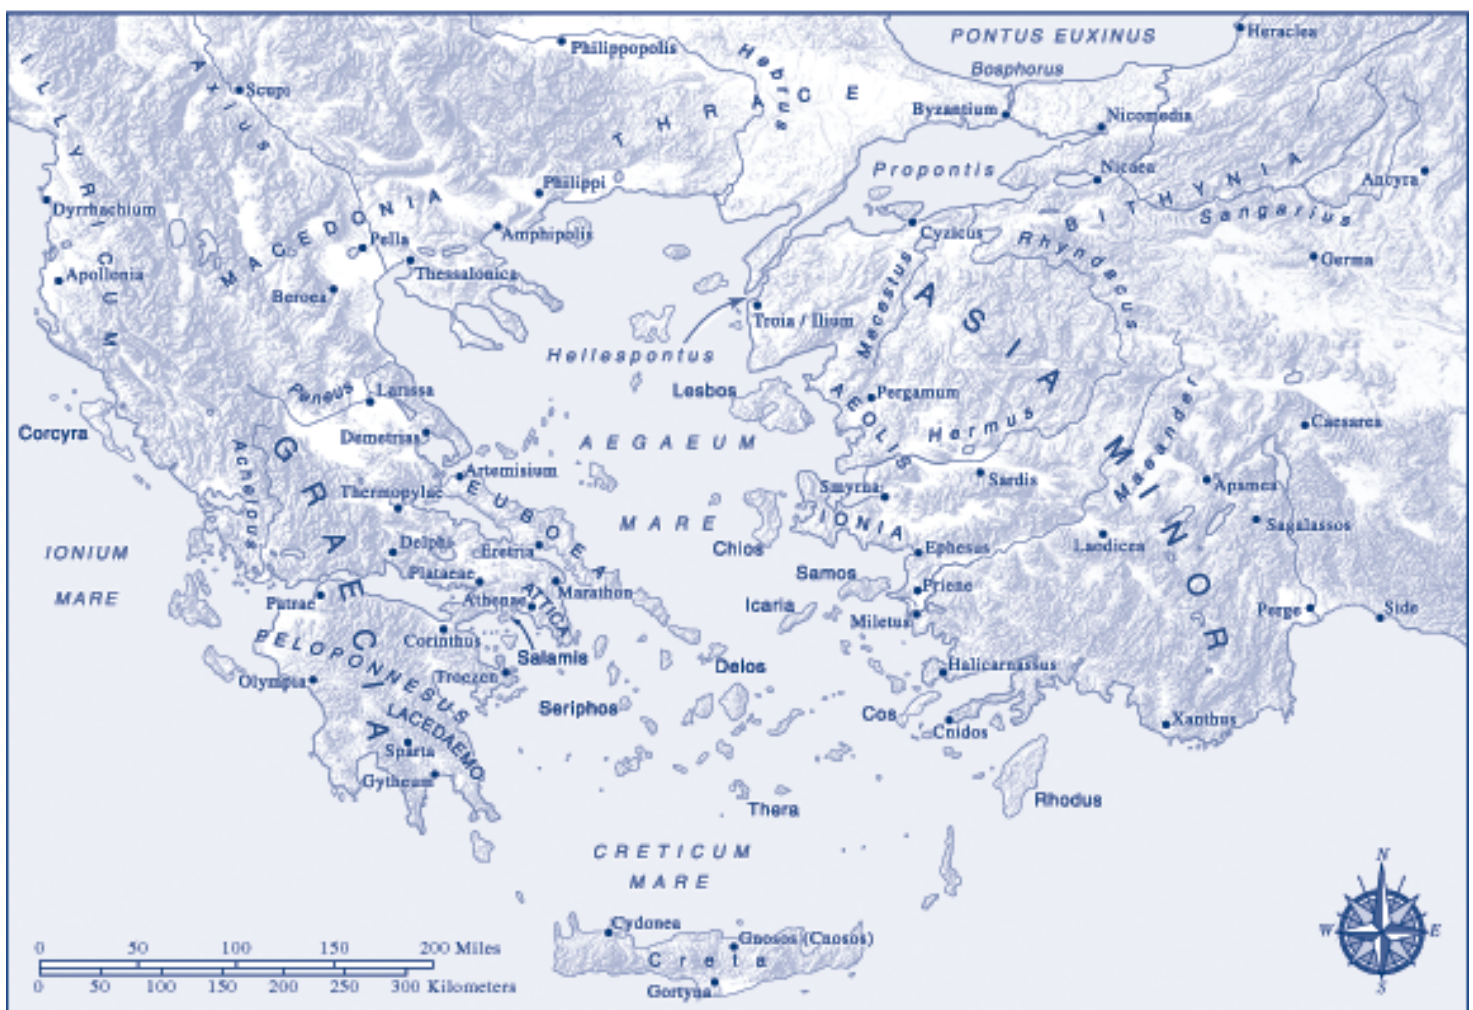 PONTUS EUXINUS
Bosphorus
Heraclea
Philippopolis
Hebrus
THRACE
Byzantium
Nicomedia
ILLYRICUM
Axius
Scupi
Propontis
Nicaea
BITHYNIA
Sangarius
Ancyra
Dyrrhachium
MACEDONIA
Philippi
Amphipolis
Pella
Thessalonica
Cyzicus
Rhyndacus
Germa
Apollonia
Beroea
Troia / Ilium
Macestus
ASIA
MINOR
Hellespontus
Peneus
Larissa
Lesbos
AEOLIS
Pergamum
Hermus
Maeander
Caesarea
Corcyra
Achelous
GRAECIA
Demetrias
AEGAEUM
MARE
Artemisium
Thermopylae
EUBOEA
Smyrna
Sardis
Apamea
IONIA
Sagalassos
IONIUM
MARE
Delphi
Eretria
Chios
Ephesus
Laedicea
Plataeae
ATTICA
Marathon
Samos
Priene
Patrae
Athenae
Icaria
Miletus
Perge
Side
PELOPONNESUS
Corinthus
Salamis
Delos
Halicarnassus
Olympia
Troezen
Seriphos
Cos
Cnidos
Xanthus
LACEDAEMO
Sparta
Gytheum
Thera
Rhodus
CRETICUM
MARE
Cydonea
Gnosos (Cnosos)
Creta
Gortyna
0 50 100 150 200 Miles
0 50 100 150 200 250 300 Kilometers
N
W E
S